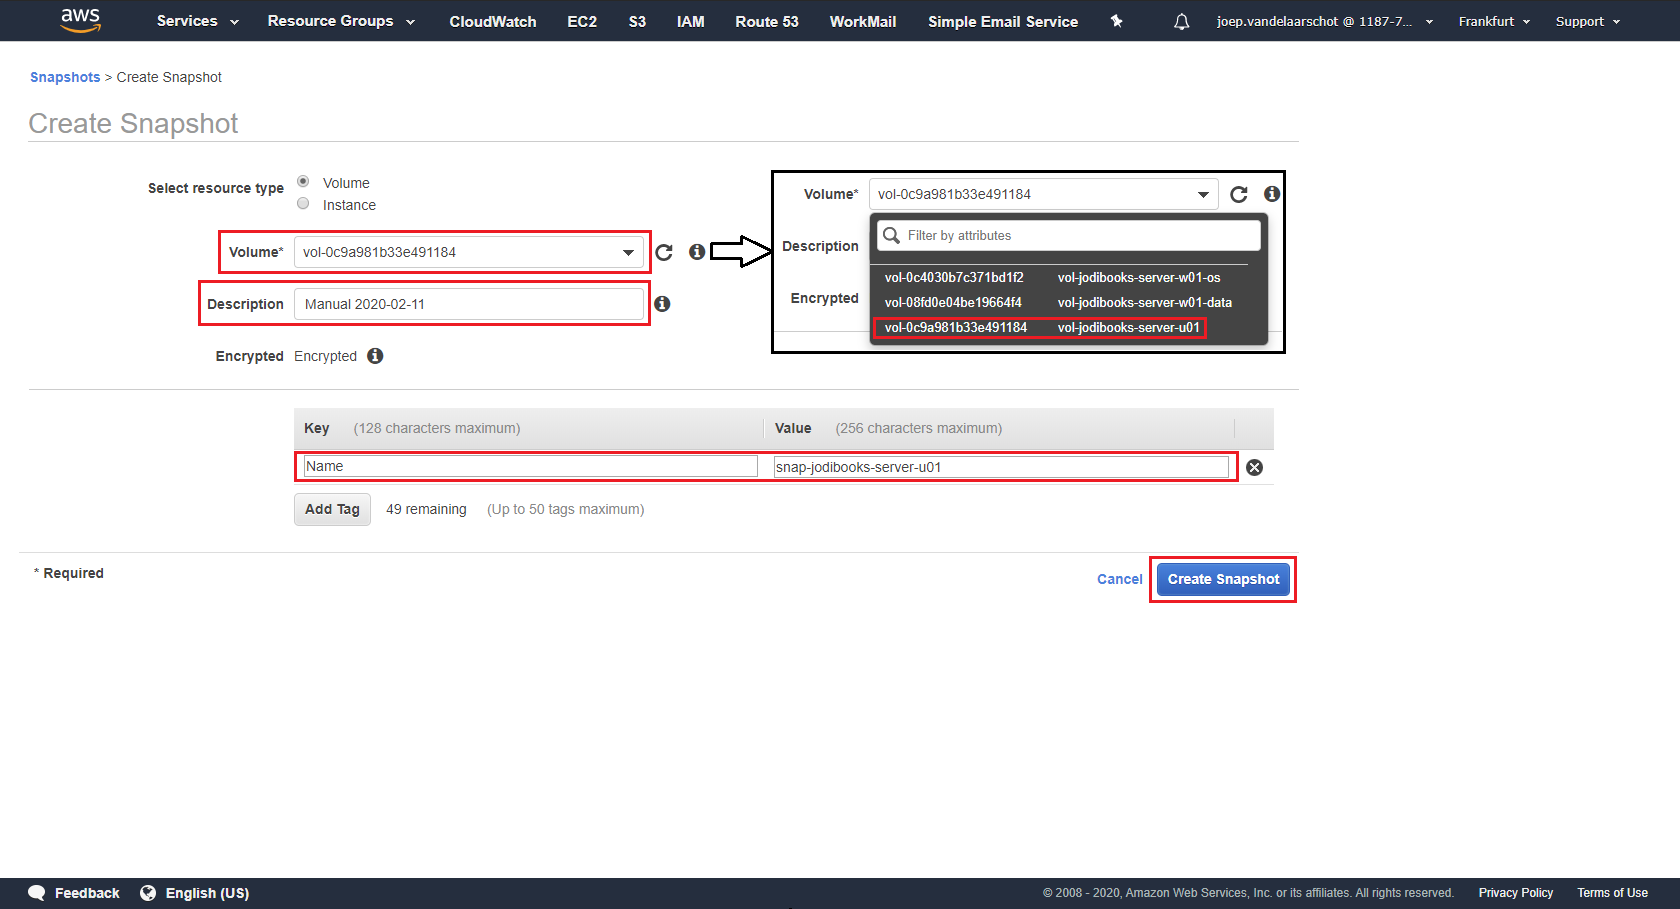 aws Services Resource Groups CloudWatch EC2 S3 IAM Route 53 WorkMail Simple Email Service joep.vandelaarschot @ 1187-7... Frankfurt Support
Snapshots > Create Snapshot
Create Snapshot
Select resource type Volume
Instance
Volume* vol-0c9a981b33e491184
Description Manual 2020-02-11
Encrypted Encrypted
Volume* vol-0c9a981b33e491184
Description
Encrypted
Filter by attributes
vol-0c4030b7c371bd1f2 vol-jodibooks-server-w01-os
vol-08fd0e04be19664f4 vol-jodibooks-server-w01-data
vol-0c9a981b33e491184 vol-jodibooks-server-u01
Key (128 characters maximum) Value (256 characters maximum)
Name snap-jodibooks-server-u01
Add Tag 49 remaining (Up to 50 tags maximum)
* Required
Cancel Create Snapshot
Feedback English (US) © 2008 - 2020, Amazon Web Services, Inc. or its affiliates. All rights reserved. Privacy Policy Terms of Use